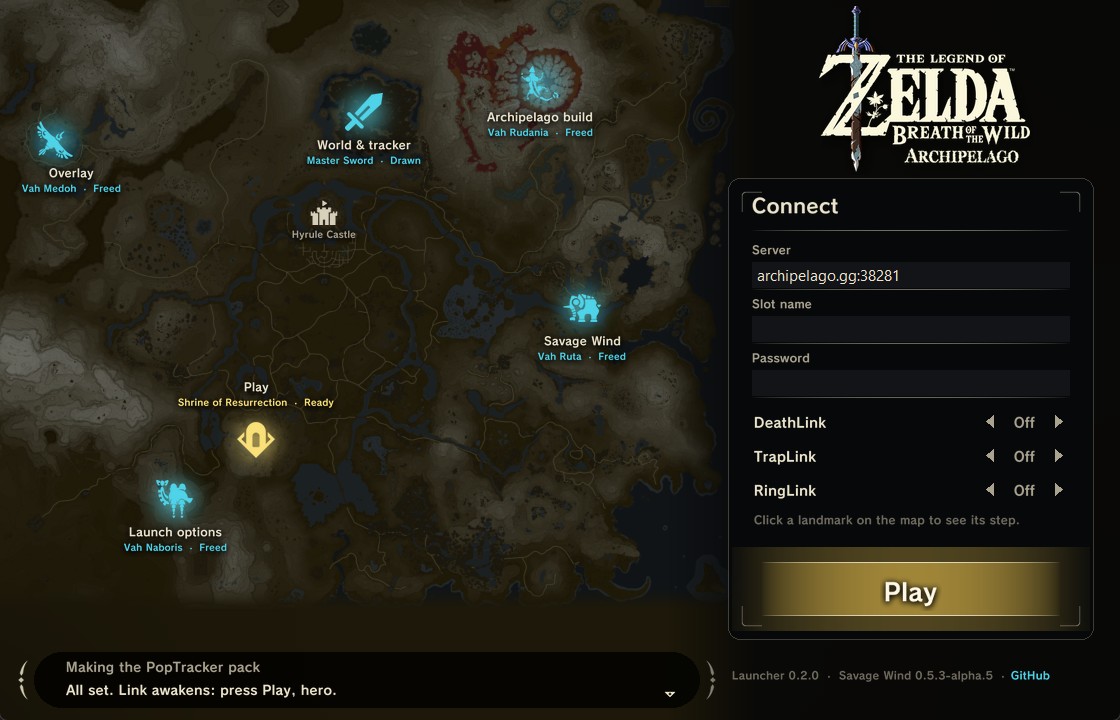 THE LEGEND OF
ZELDA
BREATH OF THE WILD
ARCHIPELAGO
Overlay
Vah Medoh · Freed
World & tracker
Master Sword · Drawn
Archipelago build
Vah Rudania · Freed
Hyrule Castle
Savage Wind
Vah Ruta · Freed
Play
Shrine of Resurrection · Ready
Launch options
Vah Naboris · Freed
Connect
Server
archipelago.gg:38281
Slot name
Password
DeathLink Off
TrapLink Off
RingLink Off
Click a landmark on the map to see its step.
Play
Making the PopTracker pack
All set. Link awakens: press Play, hero.
Launcher 0.2.0 · Savage Wind 0.5.3-alpha.5 · GitHub